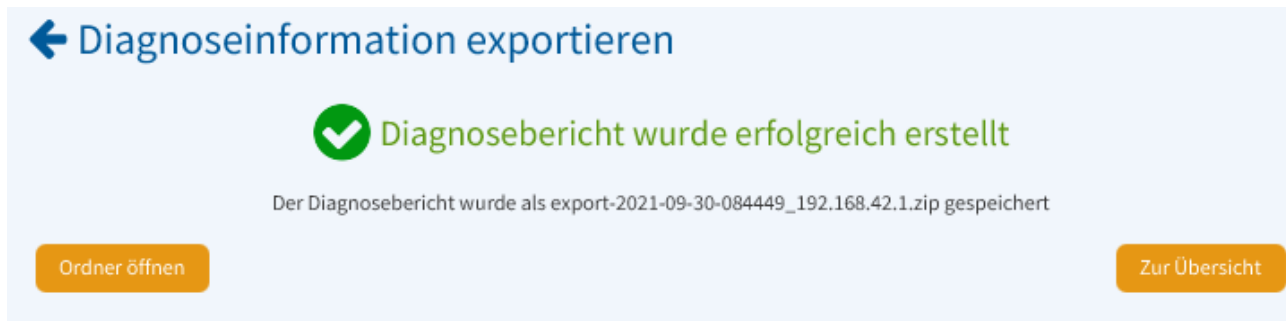 Diagnoseinformation exportieren
Diagnosebericht wurde erfolgreich erstellt
Der Diagnosebericht wurde als export-2021-09-30-084449_192.168.42.1.zip gespeichert
Ordner öffnen
Zur Übersicht